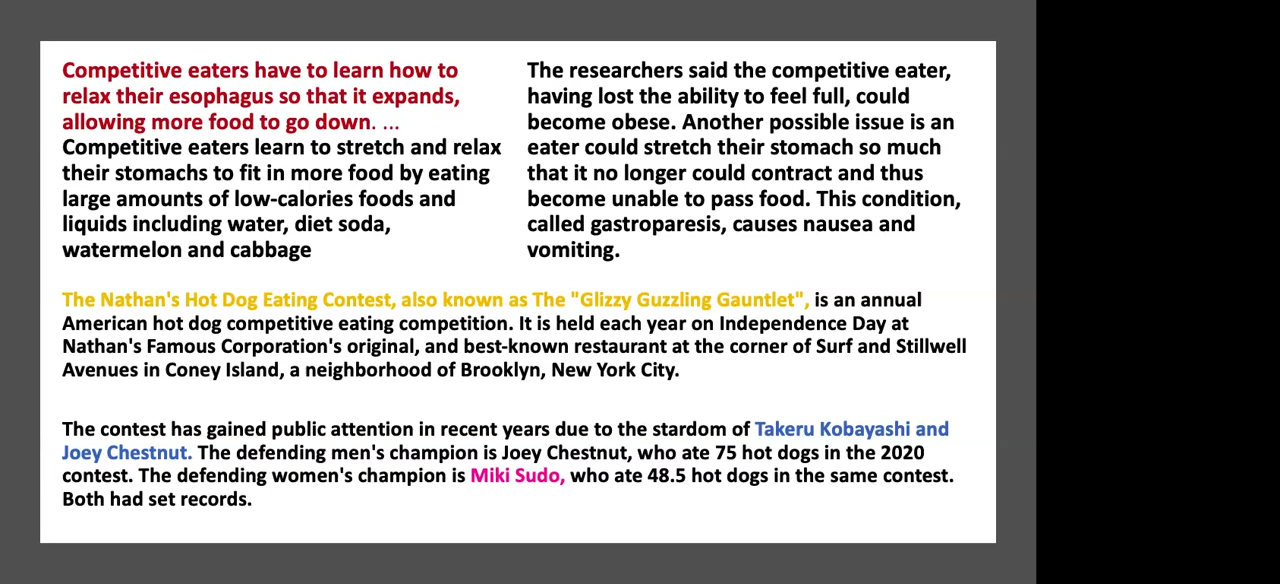 Competitive eaters have to learn how to
relax their esophagus so that it expands,
allowing more food to go down. ...
Competitive eaters learn to stretch and relax
their stomachs to fit in more food by eating
large amounts of low-calories foods and
liquids including water, diet soda,
watermelon and cabbage
The researchers said the competitive eater,
having lost the ability to feel full, could
become obese. Another possible issue is an
eater could stretch their stomach so much
that it no longer could contract and thus
become unable to pass food. This condition,
called gastroparesis, causes nausea and
vomiting.
The Nathan's Hot Dog Eating Contest, also known as The "Glizzy Guzzling Gauntlet", is an annual
American hot dog competitive eating competition. It is held each year on Independence Day at
Nathan's Famous Corporation's original, and best-known restaurant at the corner of Surf and Stillwell
Avenues in Coney Island, a neighborhood of Brooklyn, New York City.
The contest has gained public attention in recent years due to the stardom of Takeru Kobayashi and
Joey Chestnut. The defending men's champion is Joey Chestnut, who ate 75 hot dogs in the 2020
contest. The defending women's champion is Miki Sudo, who ate 48.5 hot dogs in the same contest.
Both had set records.